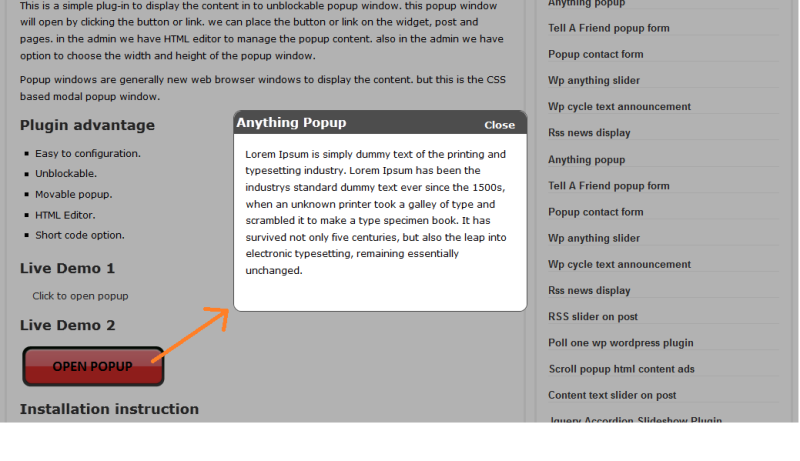 This is a simple plug-in to display the content in to unblockable popup window. this popup window
will open by clicking the button or link. we can place the button or link on the widget, post and
pages. in the admin we have HTML editor to manage the popup content. also in the admin we have
option to choose the width and height of the popup window.
Popup windows are generally new web browser windows to display the content. but this is the CSS
based modal popup window.
Plugin advantage
Easy to configuration.
Unblockable.
Movable popup.
HTML Editor.
Short code option.
Live Demo 1
Click to open popup
Live Demo 2
OPEN POPUP
Installation instruction
Anything Popup
Close
Lorem Ipsum is simply dummy text of the printing and
typesetting industry. Lorem Ipsum has been the
industrys standard dummy text ever since the 1500s,
when an unknown printer took a galley of type and
scrambled it to make a type specimen book. It has
survived not only five centuries, but also the leap into
electronic typesetting, remaining essentially
unchanged.
Anything popup
Tell A Friend popup form
Popup contact form
Wp anything slider
Wp cycle text announcement
Rss news display
Anything popup
Tell A Friend popup form
Popup contact form
Wp anything slider
Wp cycle text announcement
Rss news display
RSS slider on post
Poll one wp wordpress plugin
Scroll popup html content ads
Content text slider on post
Jquery Accordion Slideshow Plugin